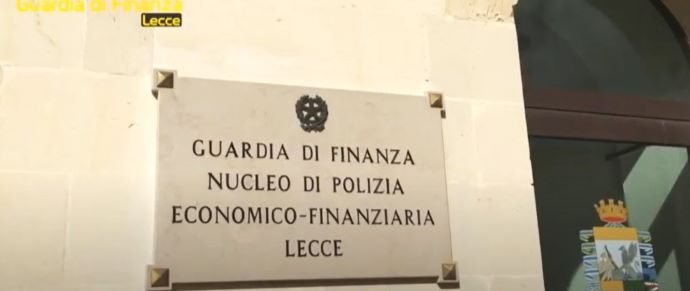 Guardia di Finanza
Lecce
GUARDIA DI FINANZA
NUCLEO DI POLIZIA
ECONOMICO-FINANZIARIA
LECCE